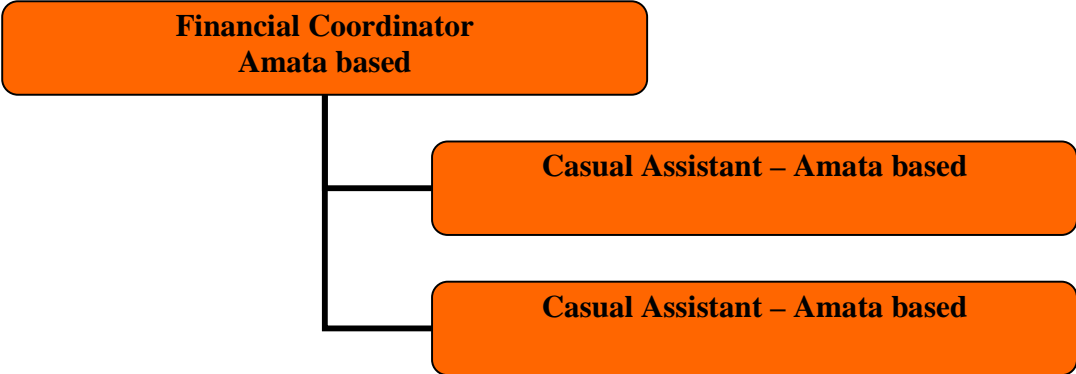 Financial Coordinator
Amata based
Casual Assistant – Amata based
Casual Assistant – Amata based